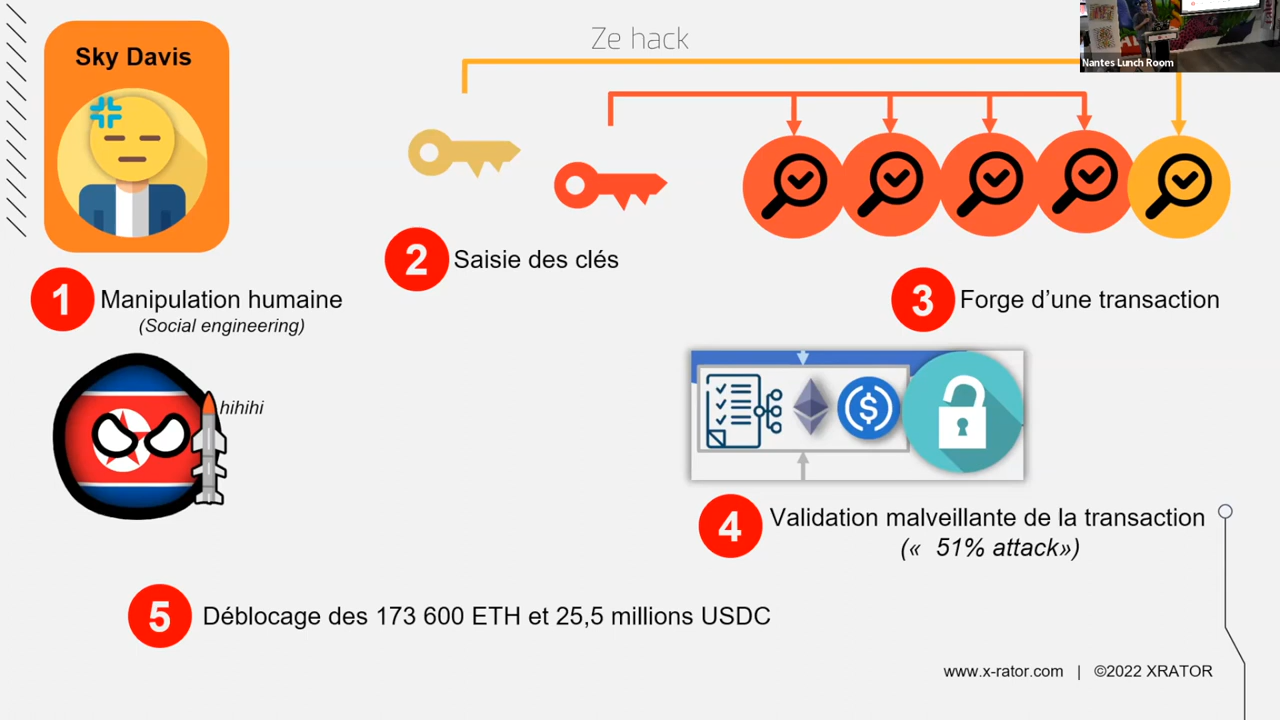 Ze hack
Nantes Lunch Room
Sky Davis
2 Saisie des clés
1 Manipulation humaine
(Social engineering)
3 Forge d’une transaction
hihihi
4 Validation malveillante de la transaction
(« 51% attack»)
5 Déblocage des 173 600 ETH et 25,5 millions USDC
www.x-rator.com | ©2022 XRATOR